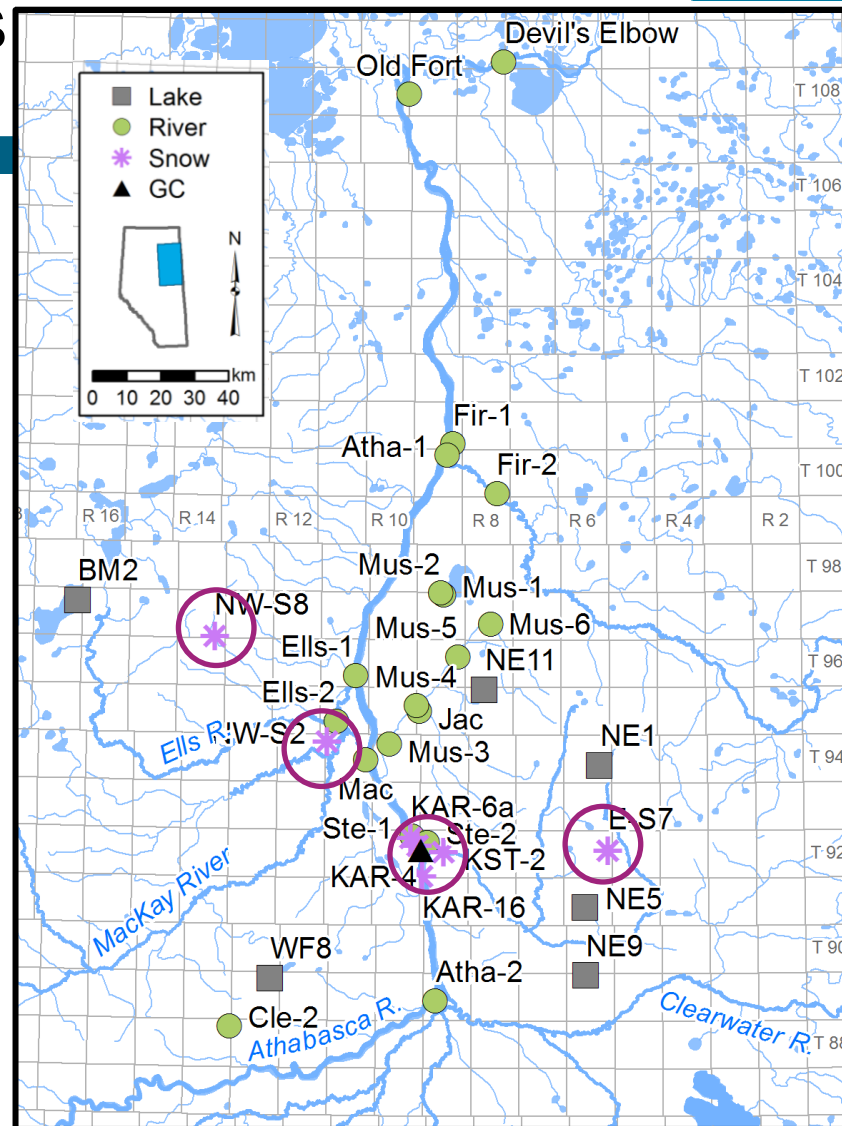 S
Devil's Elbow
Old Fort
Lake
River
Snow
GC
N
km
0 10 20 30 40
T 108
T 106
T 104
T 102
Fir-1
Atha-1
Fir-2
T 100
R 16
R 14
R 12
R 10
R 8
R 6
R 4
R 2
Mus-2
T 98
BM2
Mus-1
NW-S8
Mus-5
Mus-6
Ells-1
T 96
NE11
Mus-4
Ells-2
Jac
Ells R.
NW-S2
NE1
Mus-3
T 94
Mac
KAR-6a
E-S7
Ste-1
Ste-2
T 92
KST-2
KAR-4
MacKay River
NE5
KAR-16
WF8
NE9
T 90
Atha-2
Cle-2
Athabasca R.
Clearwater R.
T 88